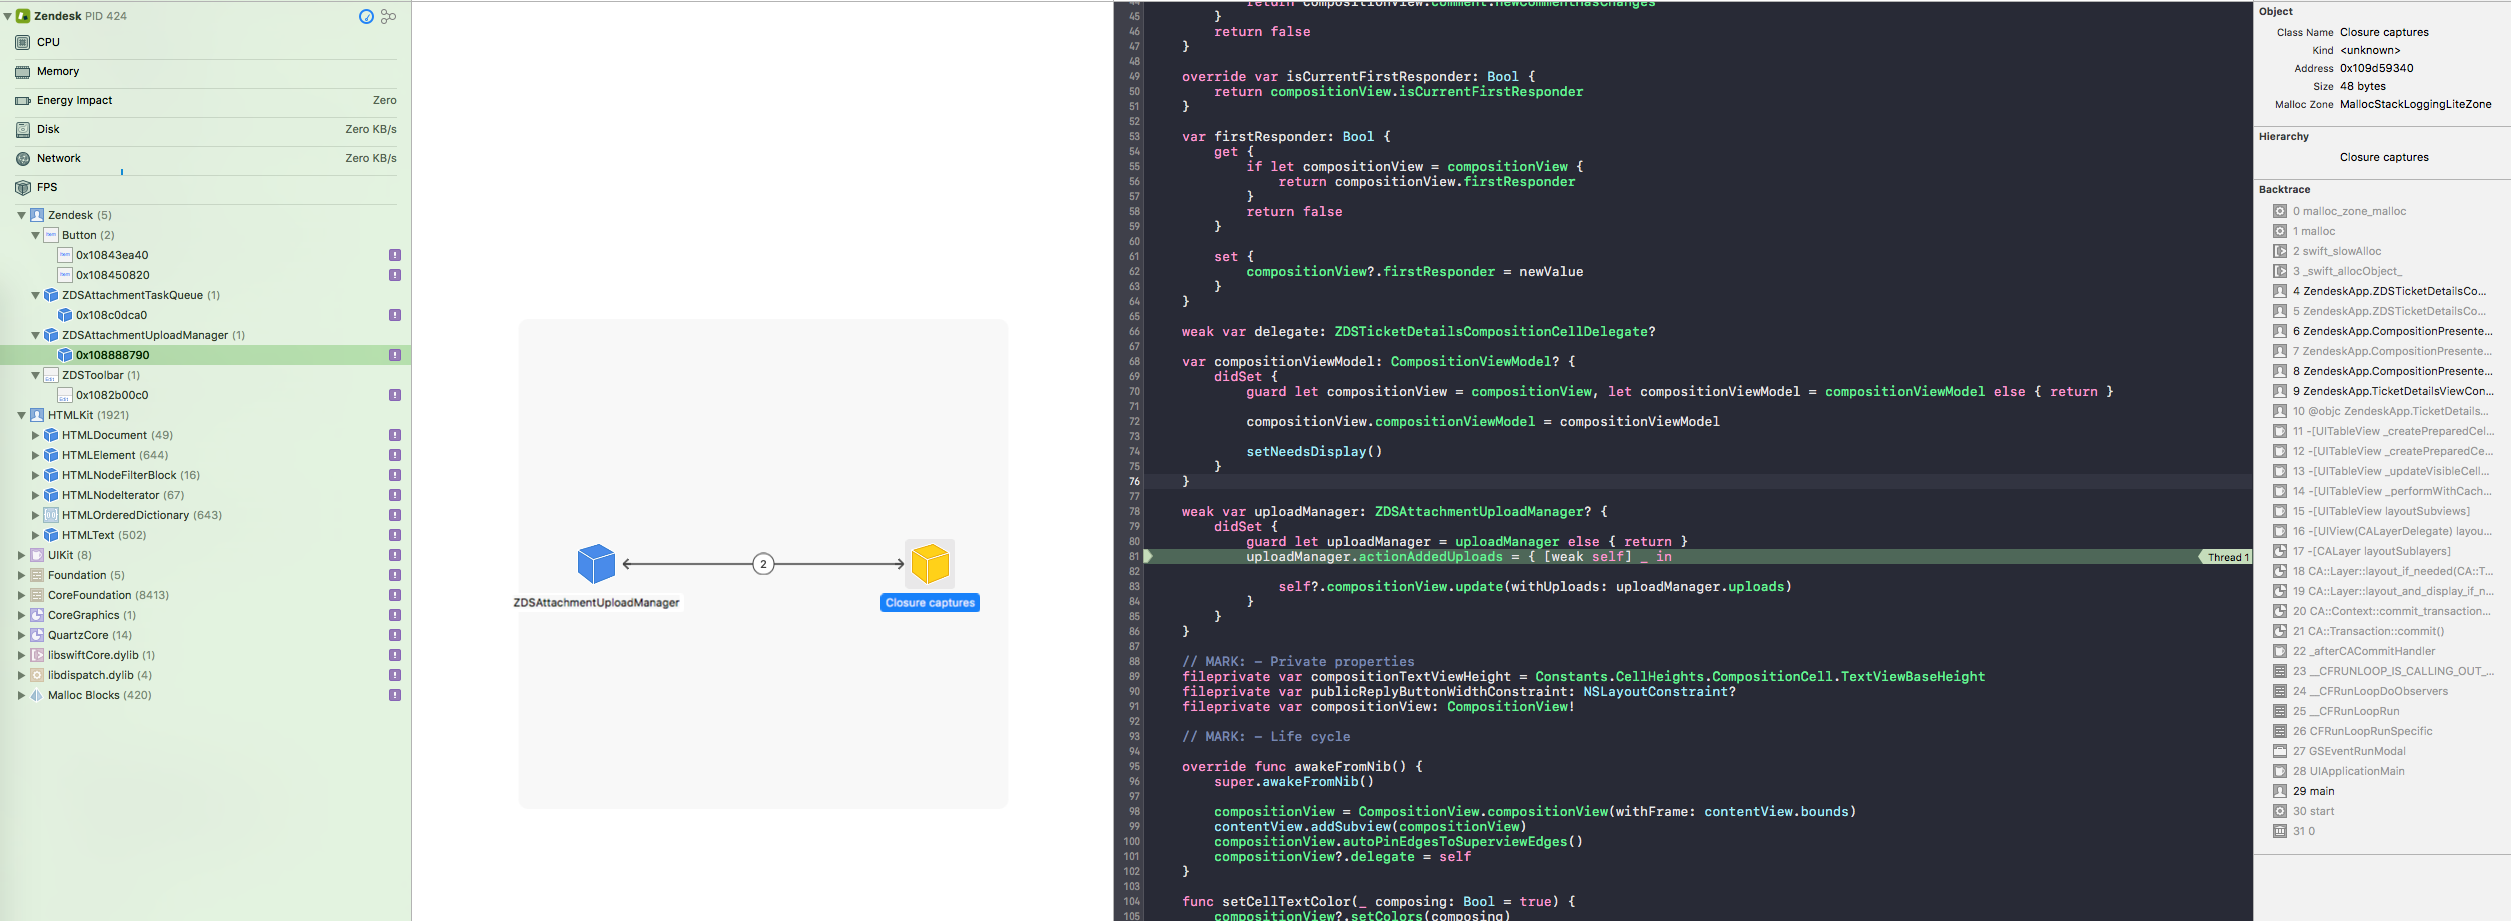 Zendesk PID 424
CPU
Memory
Energy Impact Zero
Disk Zero KB/s
Network Zero KB/s
FPS
Zendesk (5)
Button (2)
0x10843ea40
0x108450820
ZDSAttachmentTaskQueue (1)
0x108c0dca0
ZDSAttachmentUploadManager (1)
0x108888790
ZDSToolbar (1)
0x1082b00c0
HTMLKit (1921)
HTMLDocument (49)
HTMLElement (644)
HTMLNodeFilterBlock (16)
HTMLNodeIterator (67)
HTMLOrderedDictionary (643)
HTMLText (502)
UIKit (8)
Foundation (5)
CoreFoundation (8413)
CoreGraphics (1)
QuartzCore (14)
libswiftCore.dylib (1)
libdispatch.dylib (4)
Malloc Blocks (420)
2
ZDSAttachmentUploadManager
Closure captures
44 return compositionView.comment.newCommentHasChanges
45 }
46 return false
47 }
48
49 override var isCurrentFirstResponder: Bool {
50 return compositionView.isCurrentFirstResponder
51 }
52
53 var firstResponder: Bool {
54 get {
55 if let compositionView = compositionView {
56 return compositionView.firstResponder
57 }
58 return false
59 }
60
61 set {
62 compositionView?.firstResponder = newValue
63 }
64 }
65
66 weak var delegate: ZDSTicketDetailsCompositionCellDelegate?
67
68 var compositionViewModel: CompositionViewModel? {
69 didSet {
70 guard let compositionView = compositionView, let compositionViewModel = compositionViewModel else { return }
71
72 compositionView.compositionViewModel = compositionViewModel
73
74 setNeedsDisplay()
75 }
76 }
77
78 weak var uploadManager: ZDSAttachmentUploadManager? {
79 didSet {
80 guard let uploadManager = uploadManager else { return }
81 uploadManager.actionAddedUploads = { [weak self] _ in Thread 1
82
83 self?.compositionView.update(withUploads: uploadManager.uploads)
84 }
85 }
86 }
87
88 // MARK: - Private properties
89 fileprivate var compositionTextViewHeight = Constants.CellHeights.CompositionCell.TextViewBaseHeight
90 fileprivate var publicReplyButtonWidthConstraint: NSLayoutConstraint?
91 fileprivate var compositionView: CompositionView!
92
93 // MARK: - Life cycle
94
95 override func awakeFromNib() {
96 super.awakeFromNib()
97
98 compositionView = CompositionView.compositionView(withFrame: contentView.bounds)
99 contentView.addSubview(compositionView)
100 compositionView.autoPinEdgesToSuperviewEdges()
101 compositionView?.delegate = self
102 }
103
104 func setCellTextColor(_ composing: Bool = true) {
105 compositionView?.setColors(composing)
Object
Class Name Closure captures
Kind <unknown>
Address 0x109d59340
Size 48 bytes
Malloc Zone MallocStackLoggingLiteZone
Hierarchy
Closure captures
Backtrace
0 malloc_zone_malloc
1 malloc
2 swift_slowAlloc
3 _swift_allocObject_
4 ZendeskApp.ZDSTicketDetailsCo...
5 ZendeskApp.ZDSTicketDetailsCo...
6 ZendeskApp.CompositionPresente...
7 ZendeskApp.CompositionPresente...
8 ZendeskApp.CompositionPresente...
9 ZendeskApp.TicketDetailsViewCon...
10 @objc ZendeskApp.TicketDetails...
11 -[UITableView _createPreparedCel...
12 -[UITableView _createPreparedCe...
13 -[UITableView _updateVisibleCell...
14 -[UITableView _performWithCach...
15 -[UITableView layoutSubviews]
16 -[UIView(CALayerDelegate) layou...
17 -[CALayer layoutSublayers]
18 CA::Layer::layout_if_needed(CA::T...
19 CA::Layer::layout_and_display_if_n...
20 CA::Context::commit_transaction...
21 CA::Transaction::commit()
22 _afterCACommitHandler
23 __CFRUNLOOP_IS_CALLING_OUT_...
24 __CFRunLoopDoObservers
25 __CFRunLoopRun
26 CFRunLoopRunSpecific
27 GSEventRunModal
28 UIApplicationMain
29 main
30 start
31 0